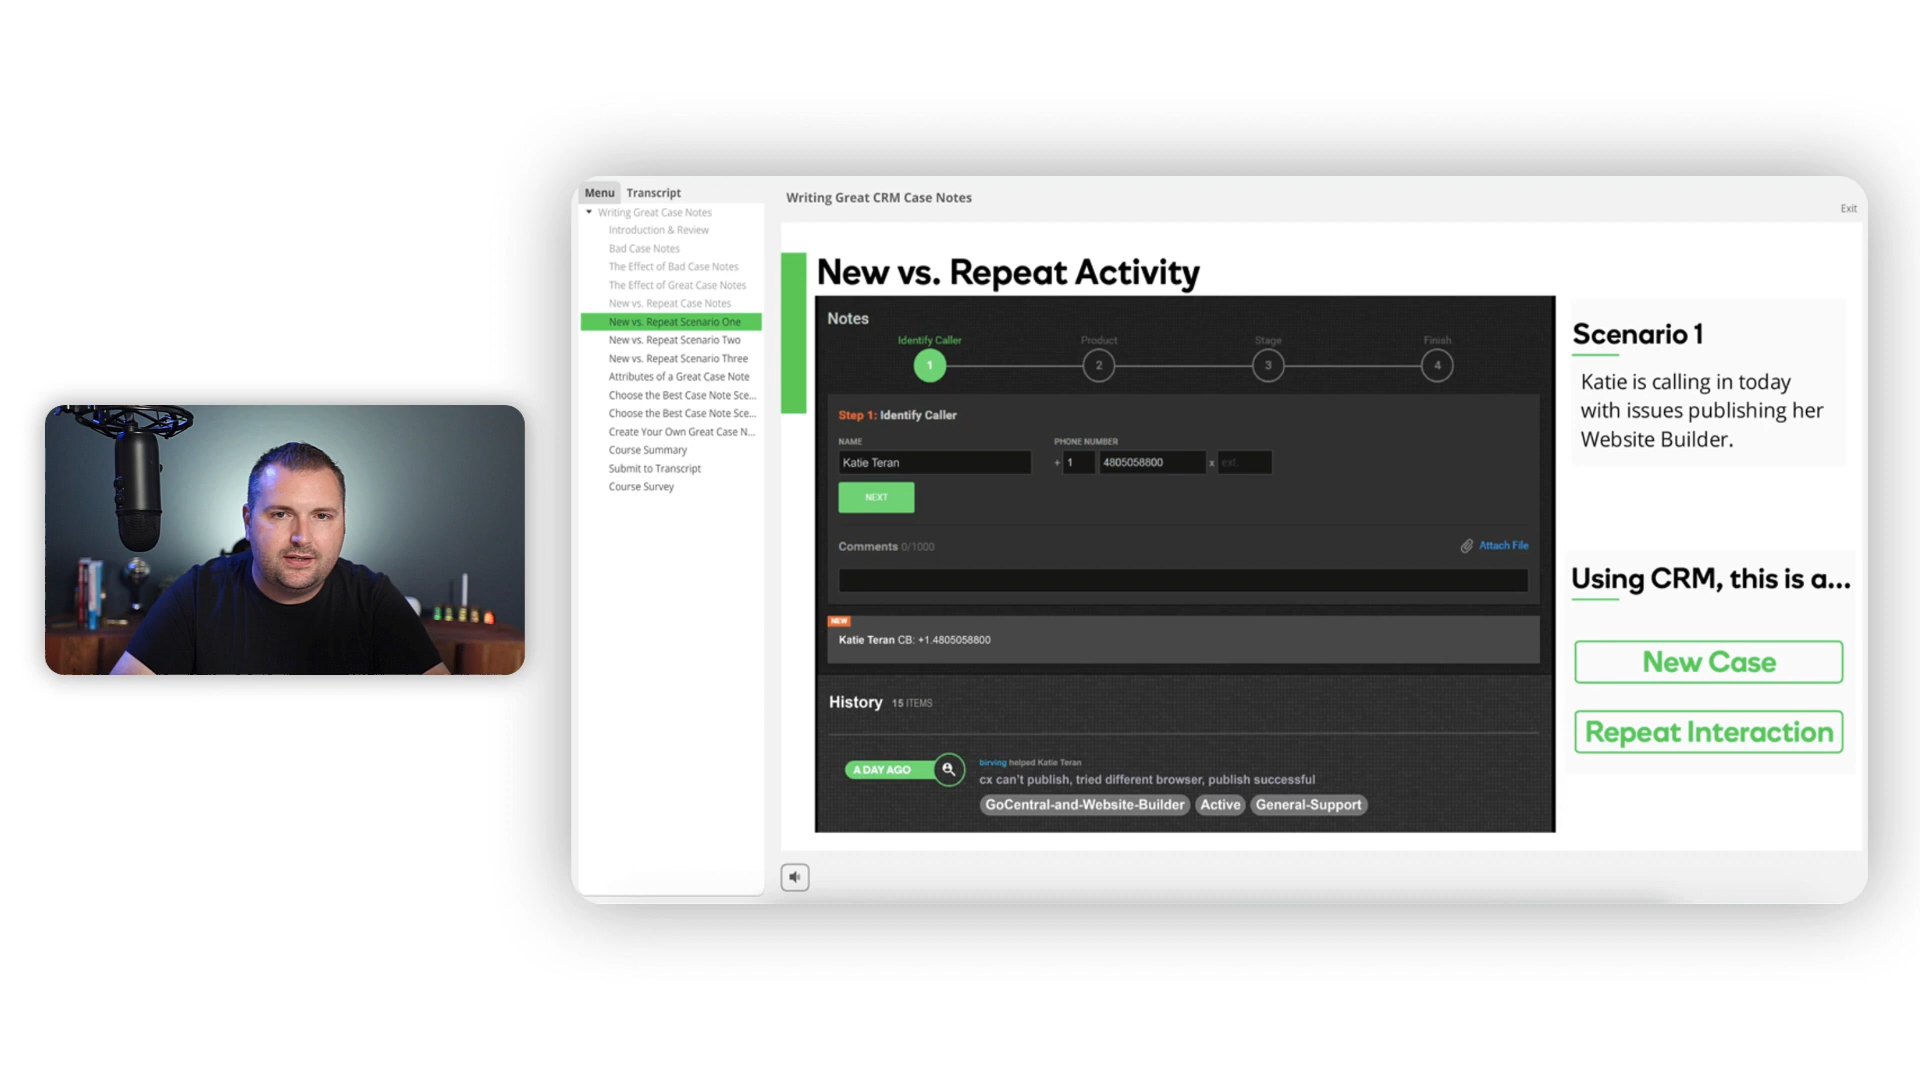 Menu
Transcript
Writing Great Case Notes
Introduction & Review
Bad Case Notes
The Effect of Bad Case Notes
The Effect of Great Case Notes
New vs. Repeat Case Notes
New vs. Repeat Scenario One
New vs. Repeat Scenario Two
New vs. Repeat Scenario Three
Attributes of a Great Case Note
Choose the Best Case Note Sce...
Choose the Best Case Note Sce...
Create Your Own Great Case N...
Course Summary
Submit to Transcript
Course Survey
Writing Great CRM Case Notes
Exit
New vs. Repeat Activity
Notes
Identify Caller
Product
Stage
Finish
1
2
3
4
Step 1: Identify Caller
NAME
PHONE NUMBER
Katie Teran
+ 1 4805058800 x ext.
NEXT
Comments 0/1000
Attach File
NEW
Katie Teran CB: +1.4805058800
History 15 ITEMS
A DAY AGO
birving helped Katie Teran
cx can't publish, tried different browser, publish successful
GoCentral-and-Website-Builder Active General-Support
Scenario 1
Katie is calling in today
with issues publishing her
Website Builder.
Using CRM, this is a...
New Case
Repeat Interaction